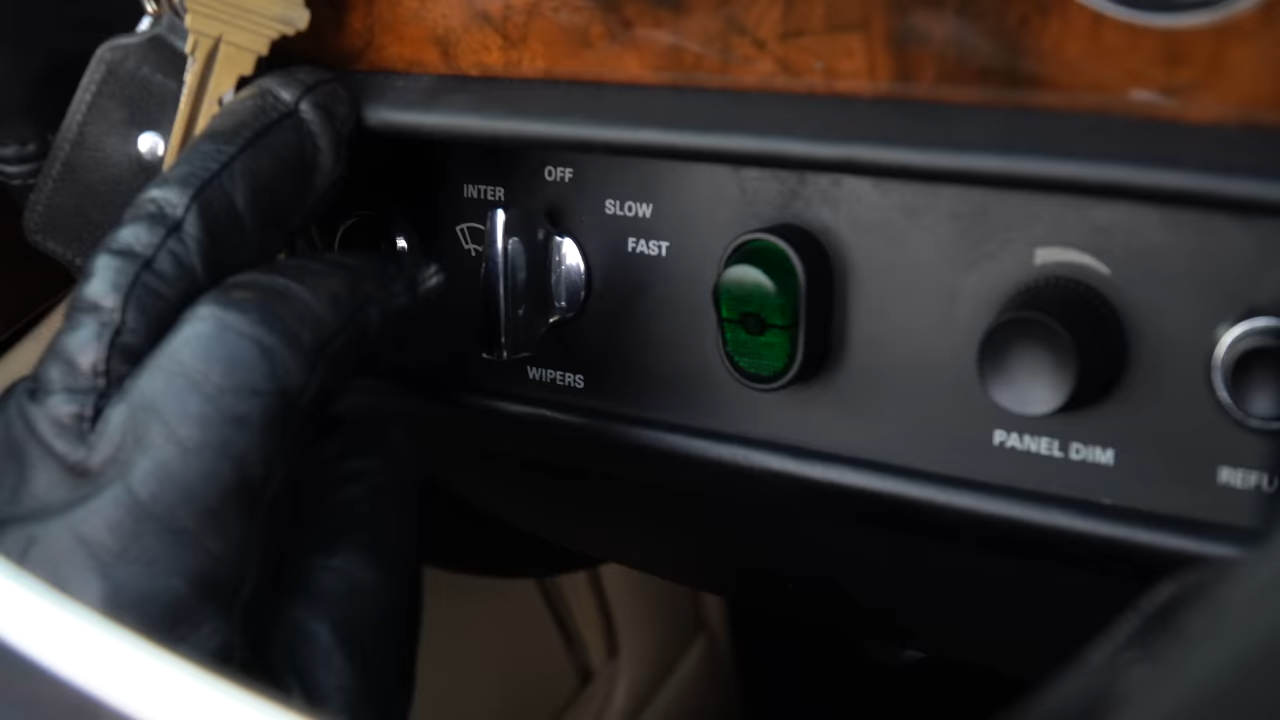 OFF
INTER
SLOW
FAST
WIPERS
PANEL DIM